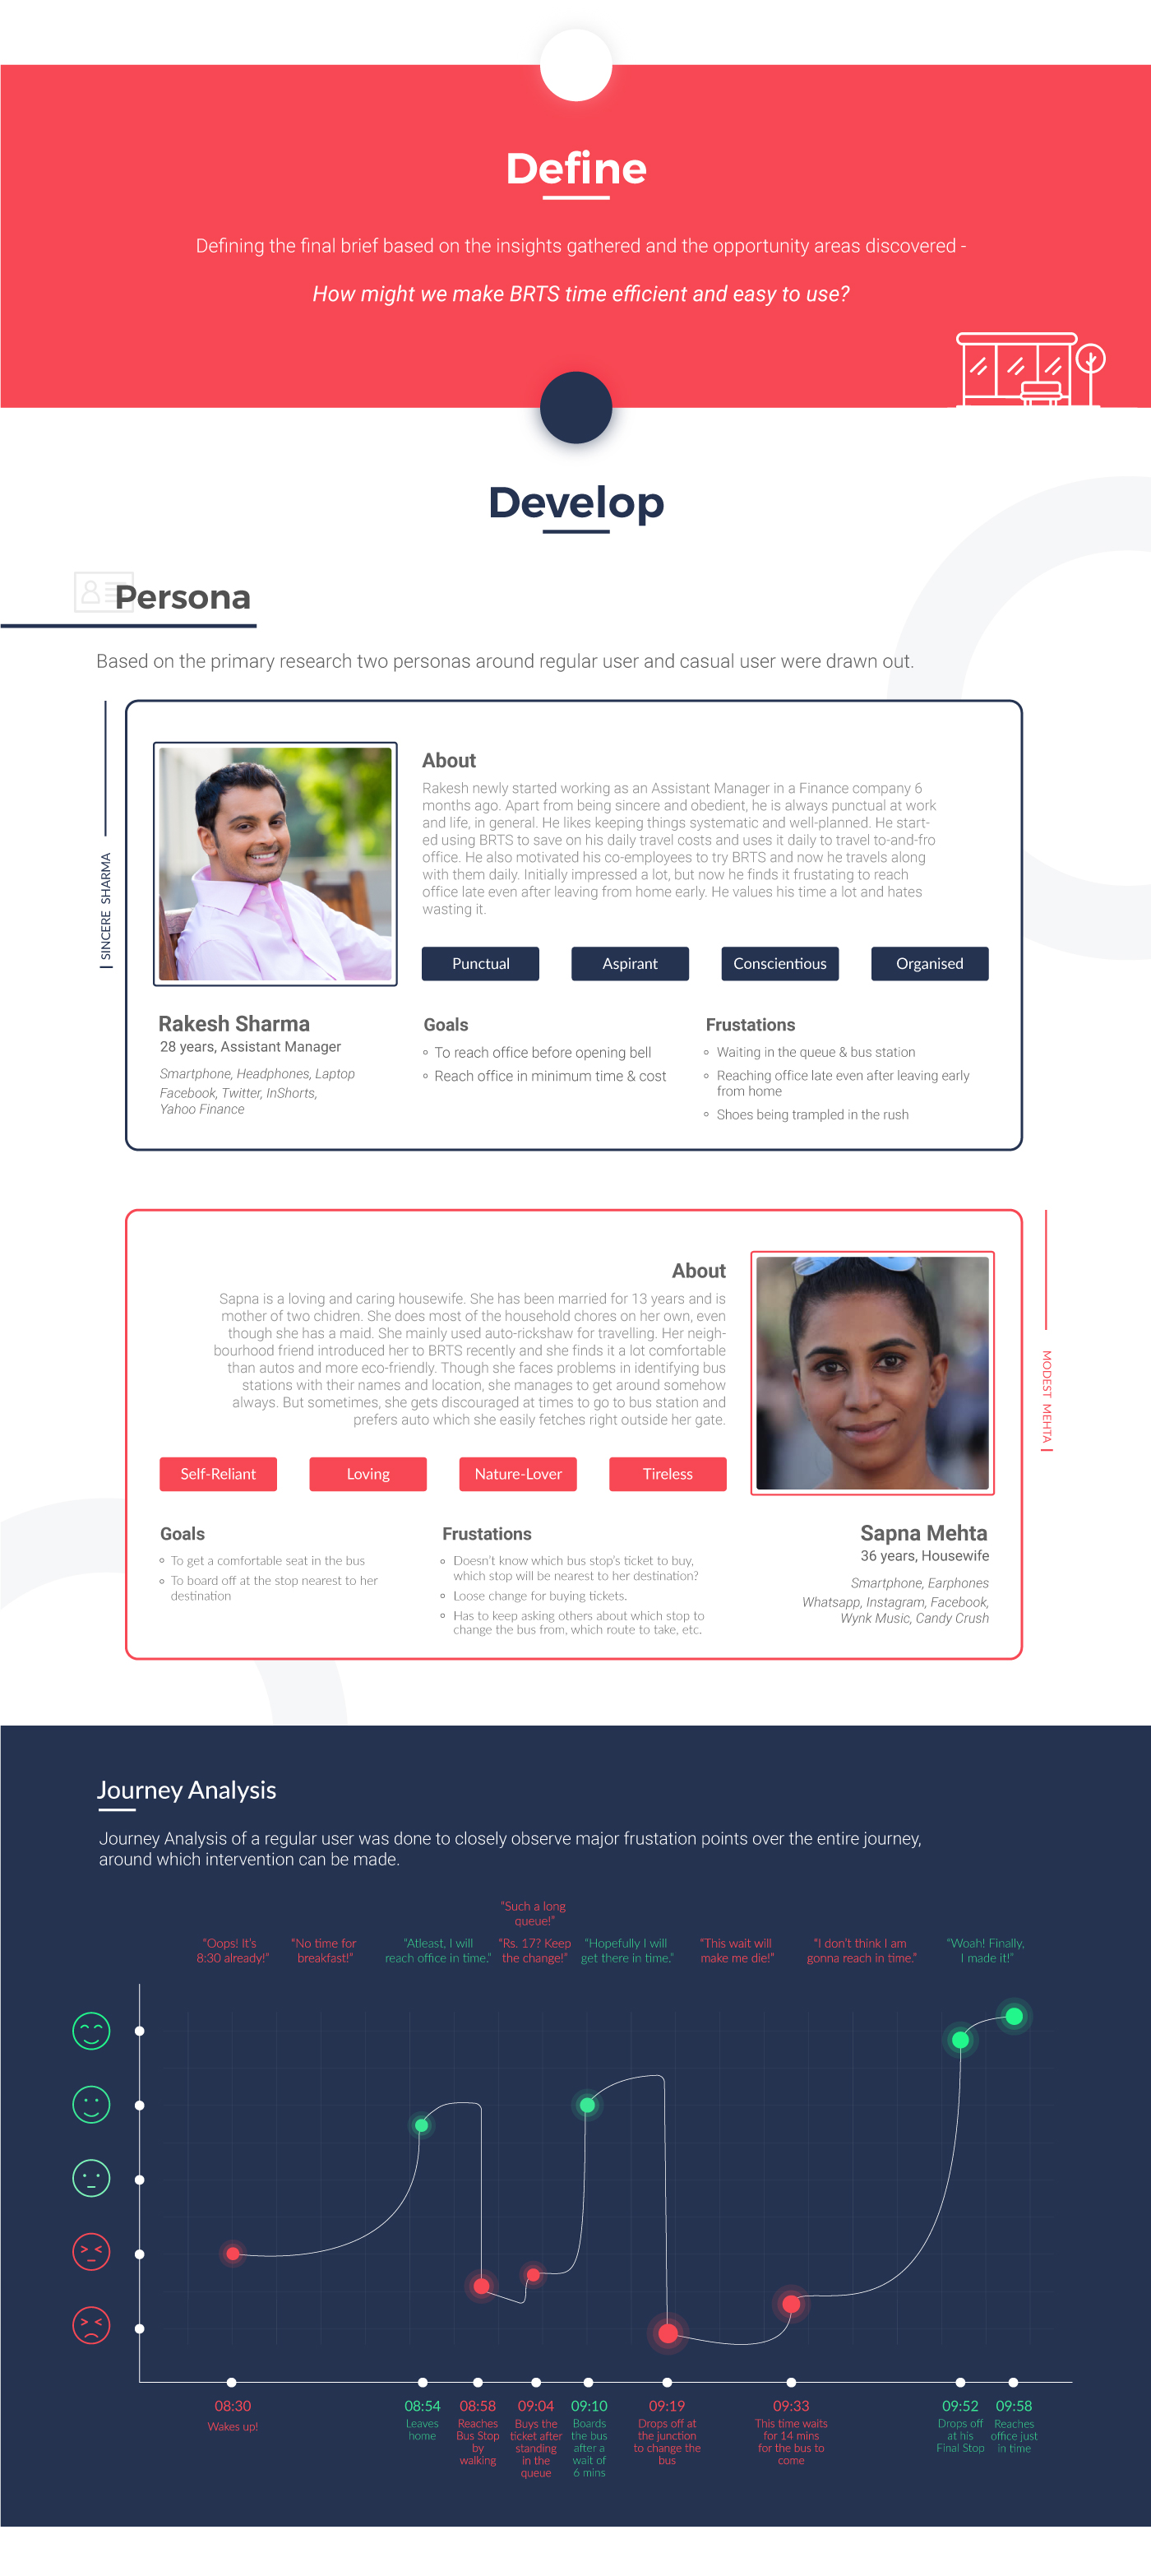 Define
Defining the final brief based on the insights gathered and the opportunity areas discovered -
How might we make BRTS time efficient and easy to use?
Develop
Persona
Based on the primary research two personas around regular user and casual user were drawn out.
SINCERE SHARMA
About
Rakesh newly started working as an Assistant Manager in a Finance company 6
months ago. Apart from being sincere and obedient, he is always punctual at work
and life, in general. He likes keeping things systematic and well-planned. He start-
ed using BRTS to save on his daily travel costs and uses it daily to travel to-and-fro
office. He also motivated his co-employees to try BRTS and now he travels along
with them daily. Initially impressed a lot, but now he finds it frustating to reach
office late even after leaving from home early. He values his time a lot and hates
wasting it.
Punctual
Aspirant
Conscientious
Organised
Rakesh Sharma
28 years, Assistant Manager
Smartphone, Headphones, Laptop
Facebook, Twitter, InShorts,
Yahoo Finance
Goals
To reach office before opening bell
Reach office in minimum time & cost
Frustations
Waiting in the queue & bus station
Reaching office late even after leaving early
from home
Shoes being trampled in the rush
About
Sapna is a loving and caring housewife. She has been married for 13 years and is
mother of two chidren. She does most of the household chores on her own, even
though she has a maid. She mainly used auto-rickshaw for travelling. Her neigh-
bourhood friend introduced her to BRTS recently and she finds it a lot comfortable
than autos and more eco-friendly. Though she faces problems in identifying bus
stations with their names and location, she manages to get around somehow
always. But sometimes, she gets discouraged at times to go to bus station and
prefers auto which she easily fetches right outside her gate.
MODEST MEHTA
Self-Reliant
Loving
Nature-Lover
Tireless
Goals
To get a comfortable seat in the bus
To board off at the stop nearest to her
destination
Frustations
Doesn't know which bus stop's ticket to buy,
which stop will be nearest to her destination?
Loose change for buying tickets.
Has to keep asking others about which stop to
change the bus from, which route to take, etc.
Sapna Mehta
36 years, Housewife
Smartphone, Earphones
Whatsapp, Instagram, Facebook,
Wynk Music, Candy Crush
Journey Analysis
Journey Analysis of a regular user was done to closely observe major frustation points over the entire journey,
around which intervention can be made.
"Oops! It's
8:30 already!"
"No time for
breakfast!"
"Atleast, I will
reach office in time."
"Such a long
queue!"
"Rs. 17? Keep
the change!"
"Hopefully I will
get there in time."
"This wait will
make me die!"
"I don't think I am
gonna reach in time."
"Woah! Finally,
I made it!"
08:30
Wakes up!
08:54
Leaves
home
08:58
Reaches
Bus Stop
by
walking
09:04
Buys the
ticket after
standing
in the
queue
09:10
Boards
the bus
after a
wait of
6 mins
09:19
Drops off at
the junction
to change the
bus
09:33
This time waits
for 14 mins
for the bus to
come
09:52
Drops off
at his
Final Stop
09:58
Reaches
office just
in time